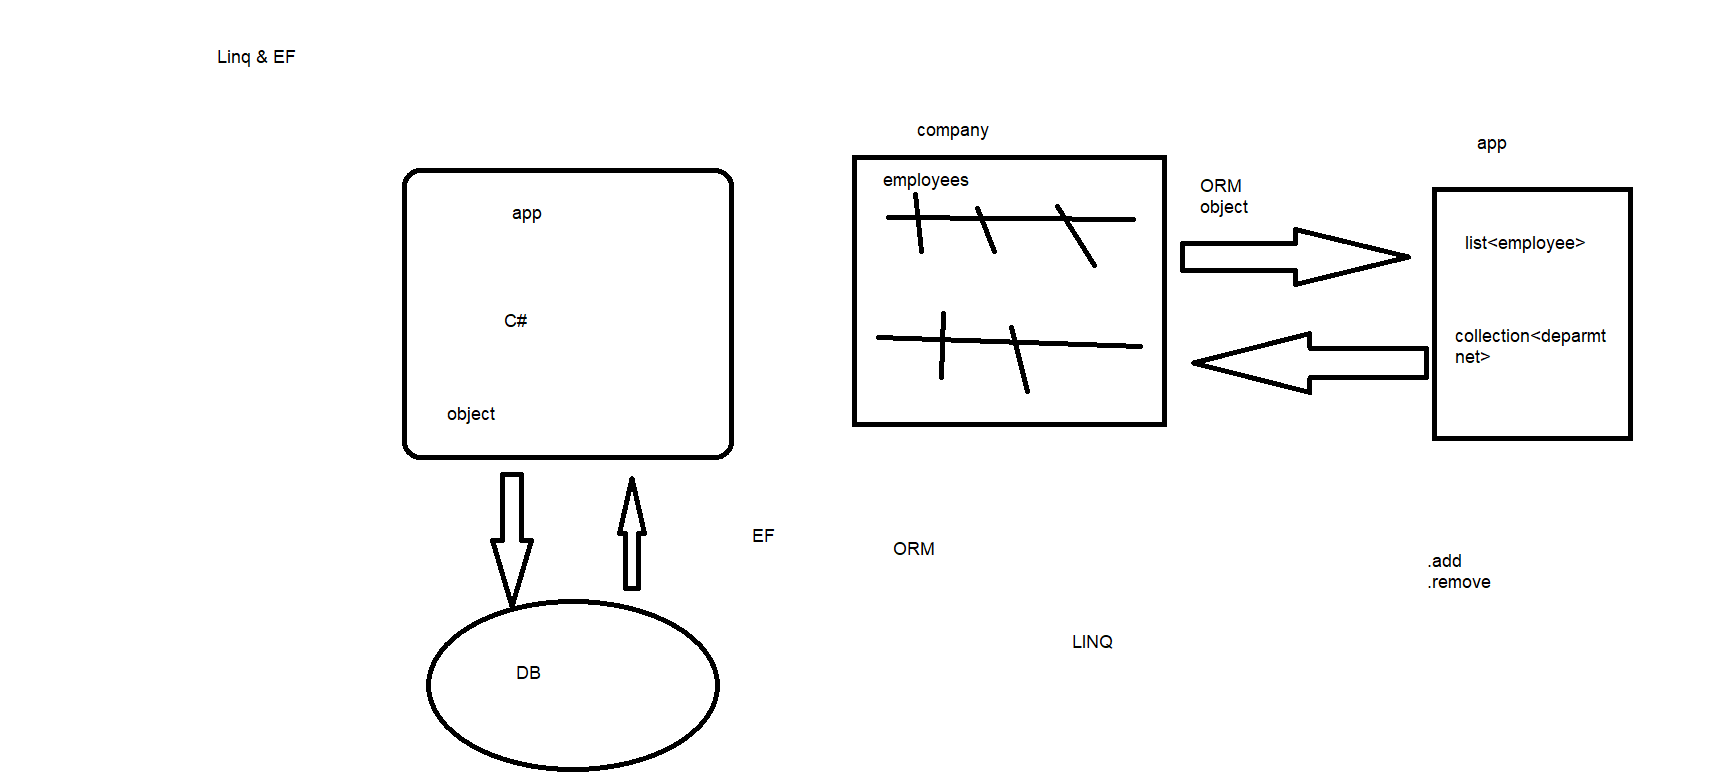 Linq & EF
company
app
employees
ORM
object
app
list<employee>
C#
collection<deparmt
net>
object
EF
ORM
.add
.remove
LINQ
DB